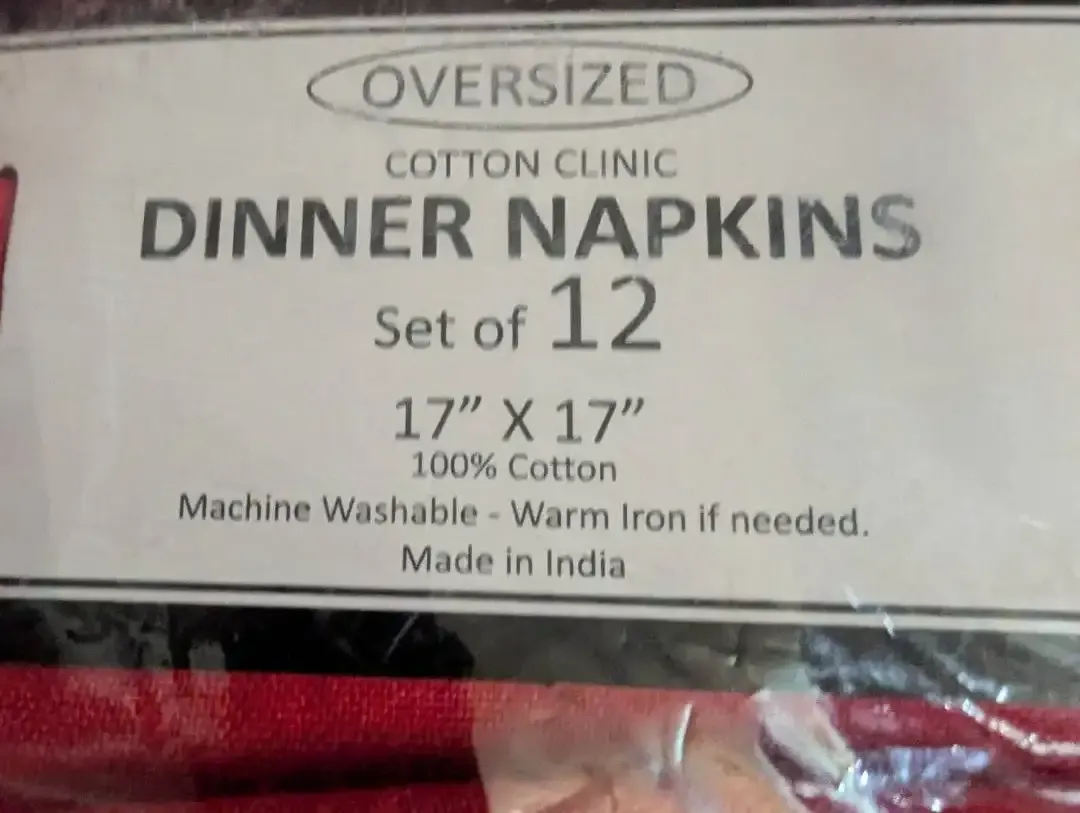 OVERSIZED
COTTON CLINIC
DINNER NAPKINS
Set of 12
17” X 17”
100% Cotton
Machine Washable - Warm Iron if needed.
Made in India